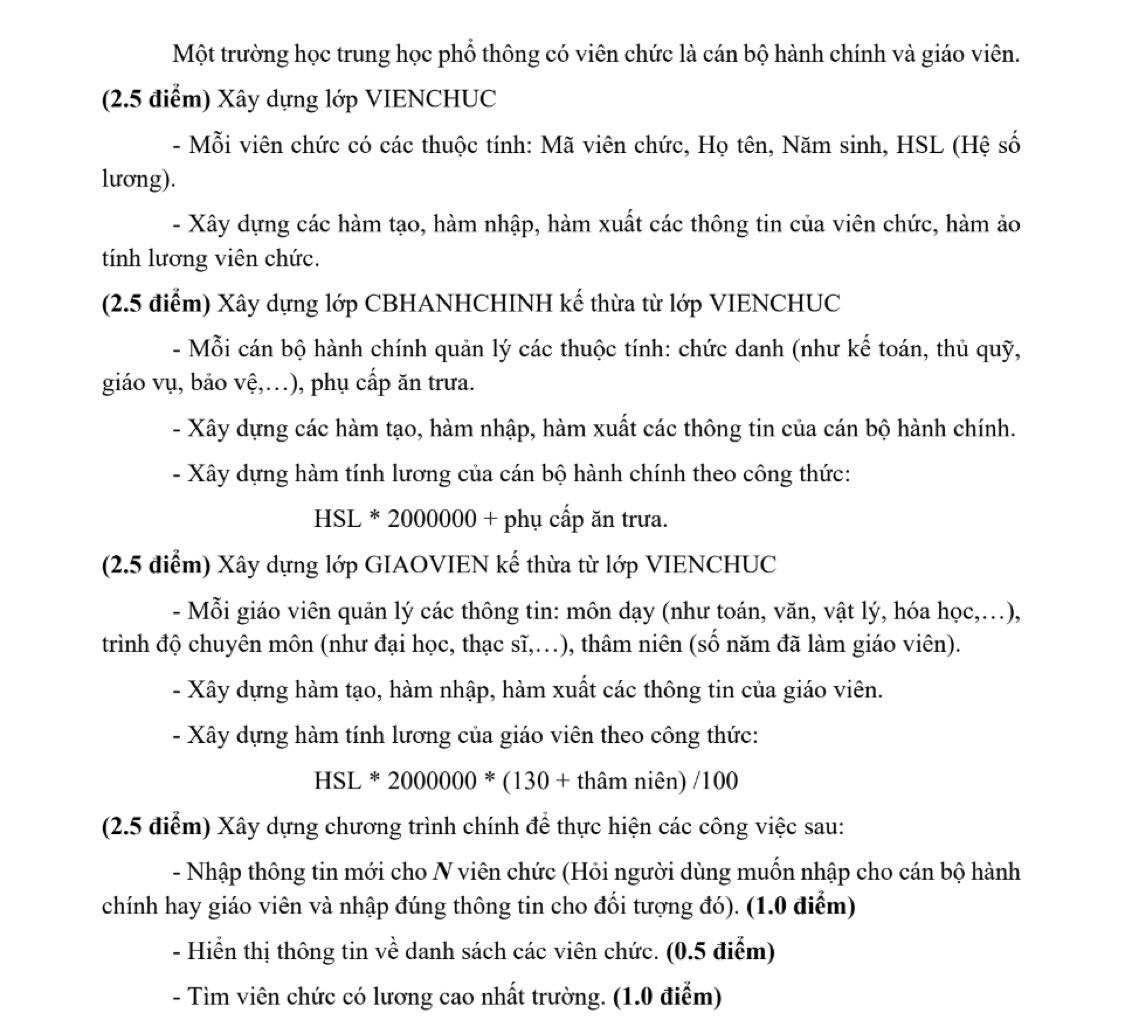 Một trường học trung học phổ thông có viên chức là cán bộ hành chính và giáo viên.
(2.5 điểm) Xây dựng lớp VIENCHUC
- Mỗi viên chức có các thuộc tính: Mã viên chức, Họ tên, Năm sinh, HSL (Hệ số
lương).
- Xây dựng các hàm tạo, hàm nhập, hàm xuất các thông tin của viên chức, hàm ảo
tính lương viên chức.
(2.5 điểm) Xây dựng lớp CBHANHCHINH kế thừa từ lớp VIENCHUC
- Mỗi cán bộ hành chính quản lý các thuộc tính: chức danh (như kế toán, thủ quỹ,
giáo vụ, bảo vệ,…), phụ cấp ăn trưa.
- Xây dựng các hàm tạo, hàm nhập, hàm xuất các thông tin của cán bộ hành chính.
- Xây dựng hàm tính lương của cán bộ hành chính theo công thức:
HSL * 2000000 + phụ cấp ăn trưa.
(2.5 điểm) Xây dựng lớp GIAOVIEN kế thừa từ lớp VIENCHUC
- Mỗi giáo viên quản lý các thông tin: môn dạy (như toán, văn, vật lý, hóa học,…),
trình độ chuyên môn (như đại học, thạc sĩ,…), thâm niên (số năm đã làm giáo viên).
- Xây dựng hàm tạo, hàm nhập, hàm xuất các thông tin của giáo viên.
- Xây dựng hàm tính lương của giáo viên theo công thức:
HSL * 2000000 * (130 + thâm niên) /100
(2.5 điểm) Xây dựng chương trình chính để thực hiện các công việc sau:
- Nhập thông tin mới cho N viên chức (Hỏi người dùng muốn nhập cho cán bộ hành
chính hay giáo viên và nhập đúng thông tin cho đối tượng đó). (1.0 điểm)
- Hiển thị thông tin về danh sách các viên chức. (0.5 điểm)
- Tìm viên chức có lương cao nhất trường. (1.0 điểm)